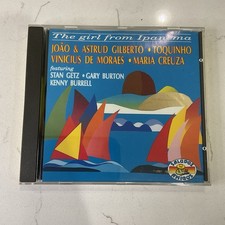 The girl from Ipanema
JOÃO & ASTRUD GILBERTO • TOQUINHO
VINICIUS DE MORAES • MARIA CREUZA
featuring
STAN GETZ • GARY BURTON
KENNY BURRELL